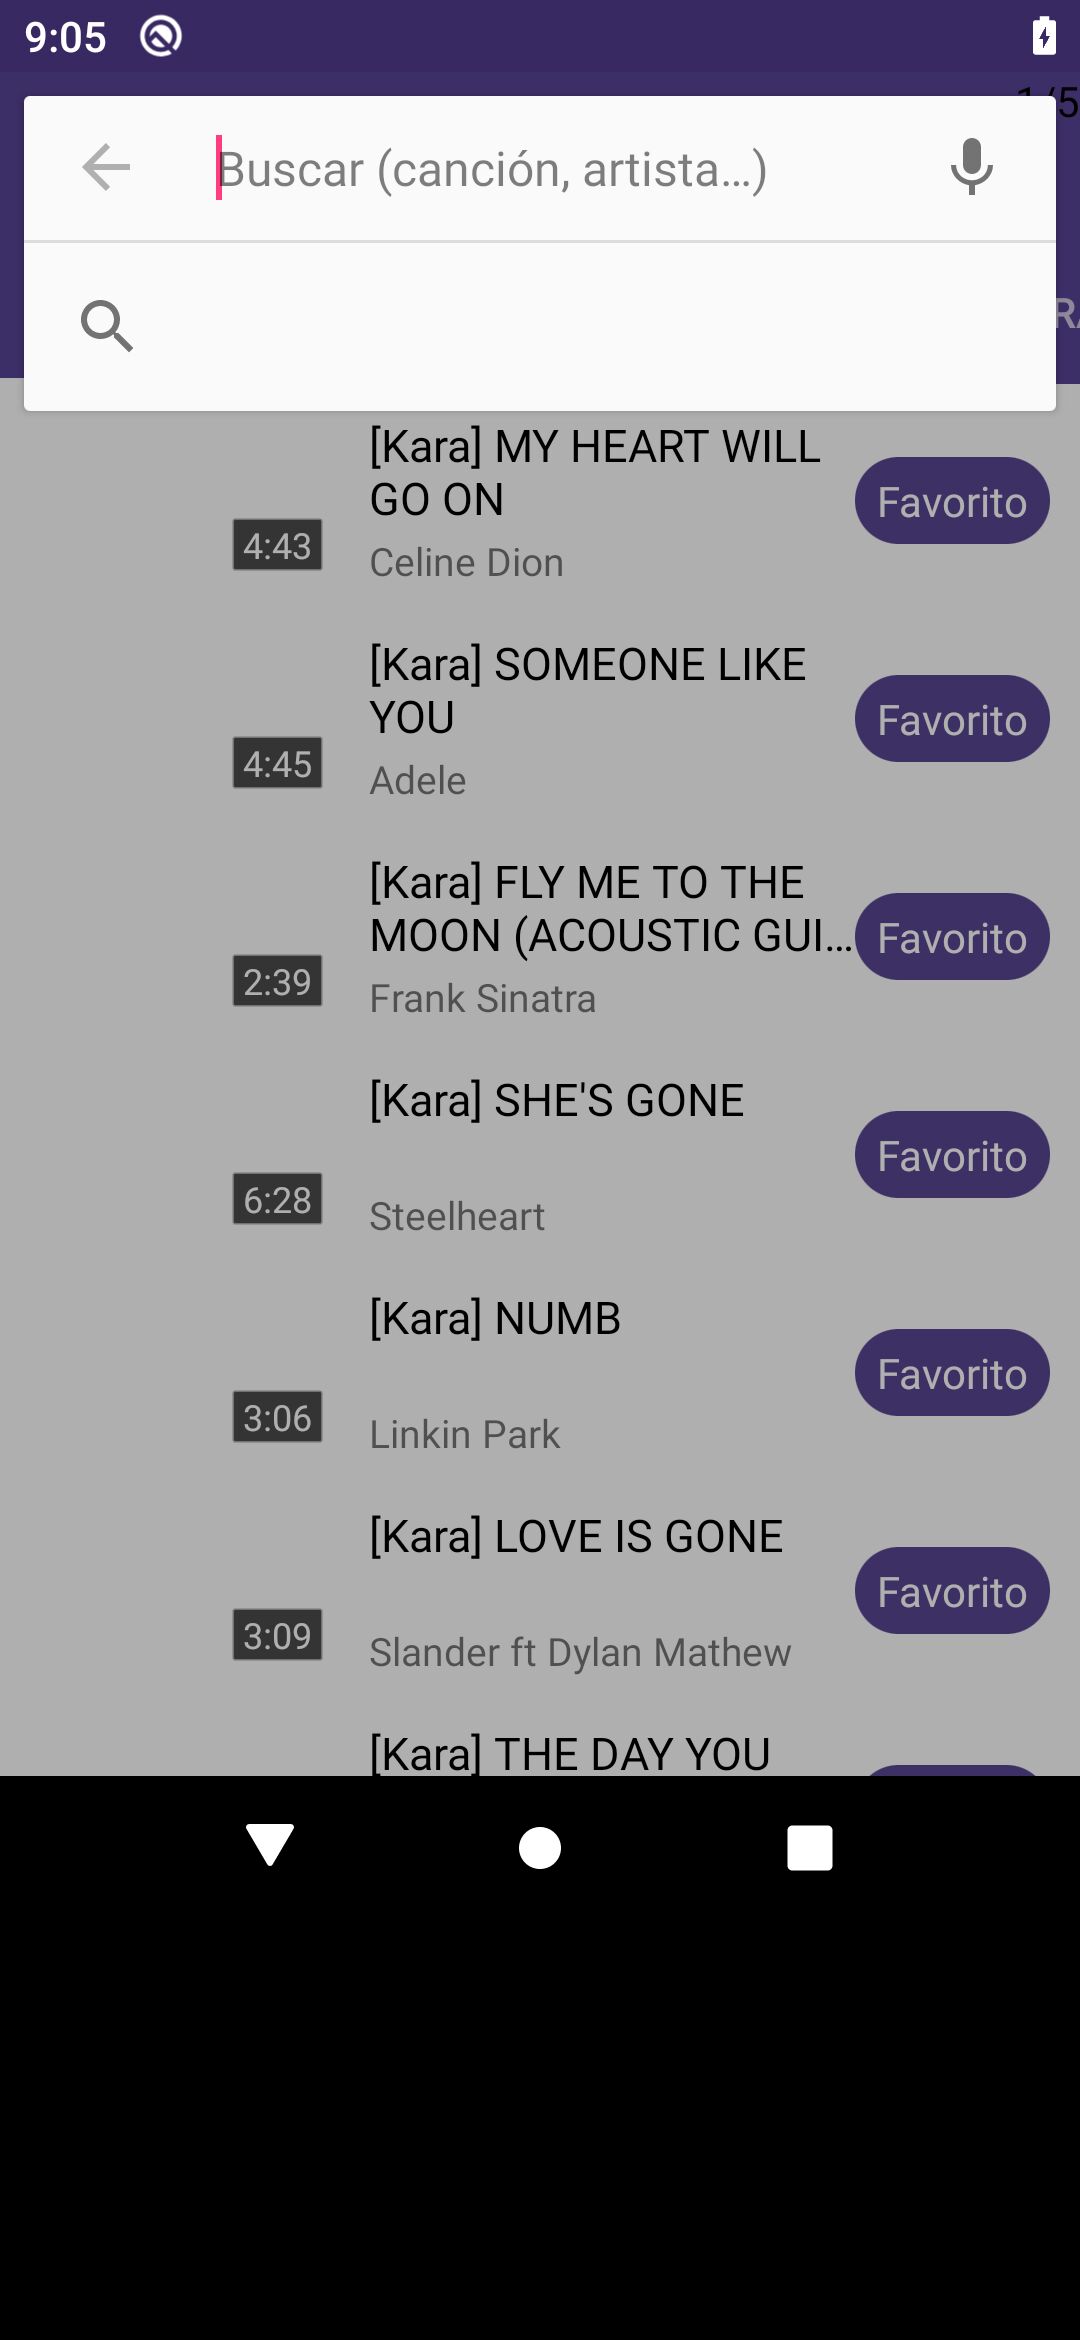 9:05
1/5
Buscar (canción, artista...)
[Kara] MY HEART WILL
GO ON
Favorito
4:43
Celine Dion
[Kara] SOMEONE LIKE
YOU
Favorito
4:45
Adele
[Kara] FLY ME TO THE
MOON (ACOUSTIC GUI...
Favorito
2:39
Frank Sinatra
[Kara] SHE'S GONE
Favorito
6:28
Steelheart
[Kara] NUMB
Favorito
3:06
Linkin Park
[Kara] LOVE IS GONE
Favorito
3:09
Slander ft Dylan Mathew
[Kara] THE DAY YOU